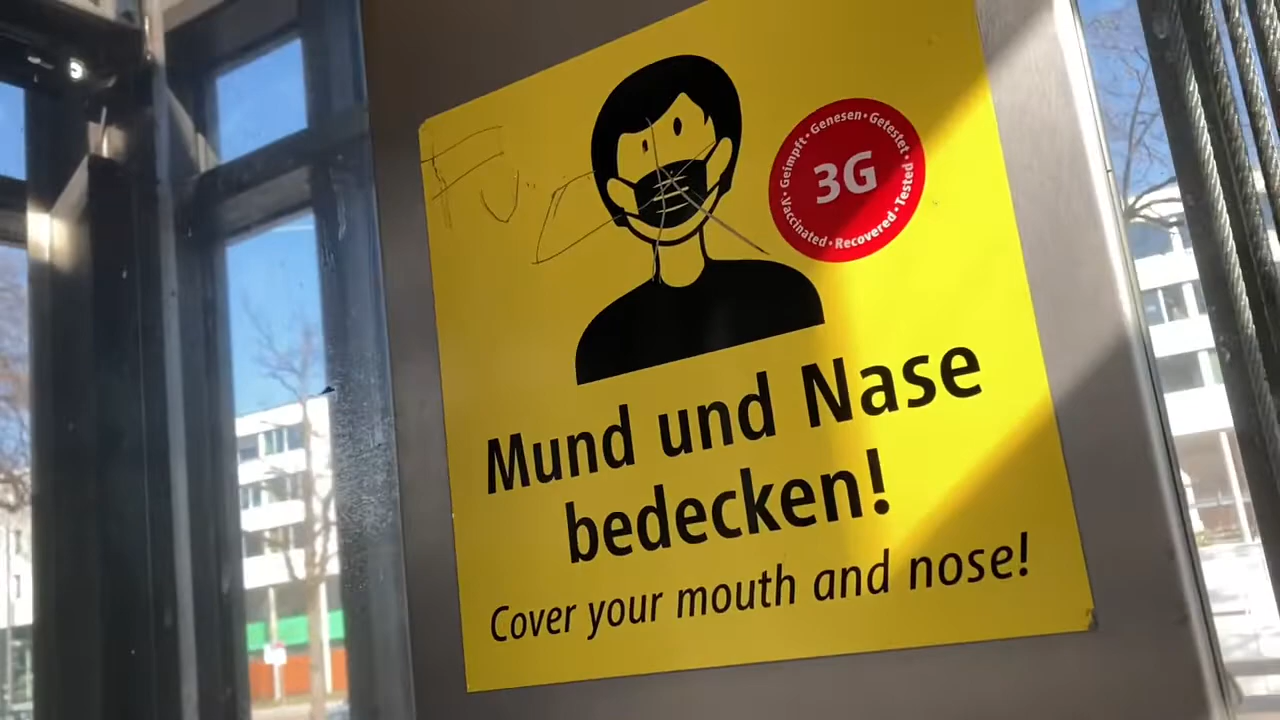 Geimpft • Genesen • Getestet
3G
Vaccinated • Recovered • Tested
Mund und Nase
bedecken!
Cover your mouth and nose!